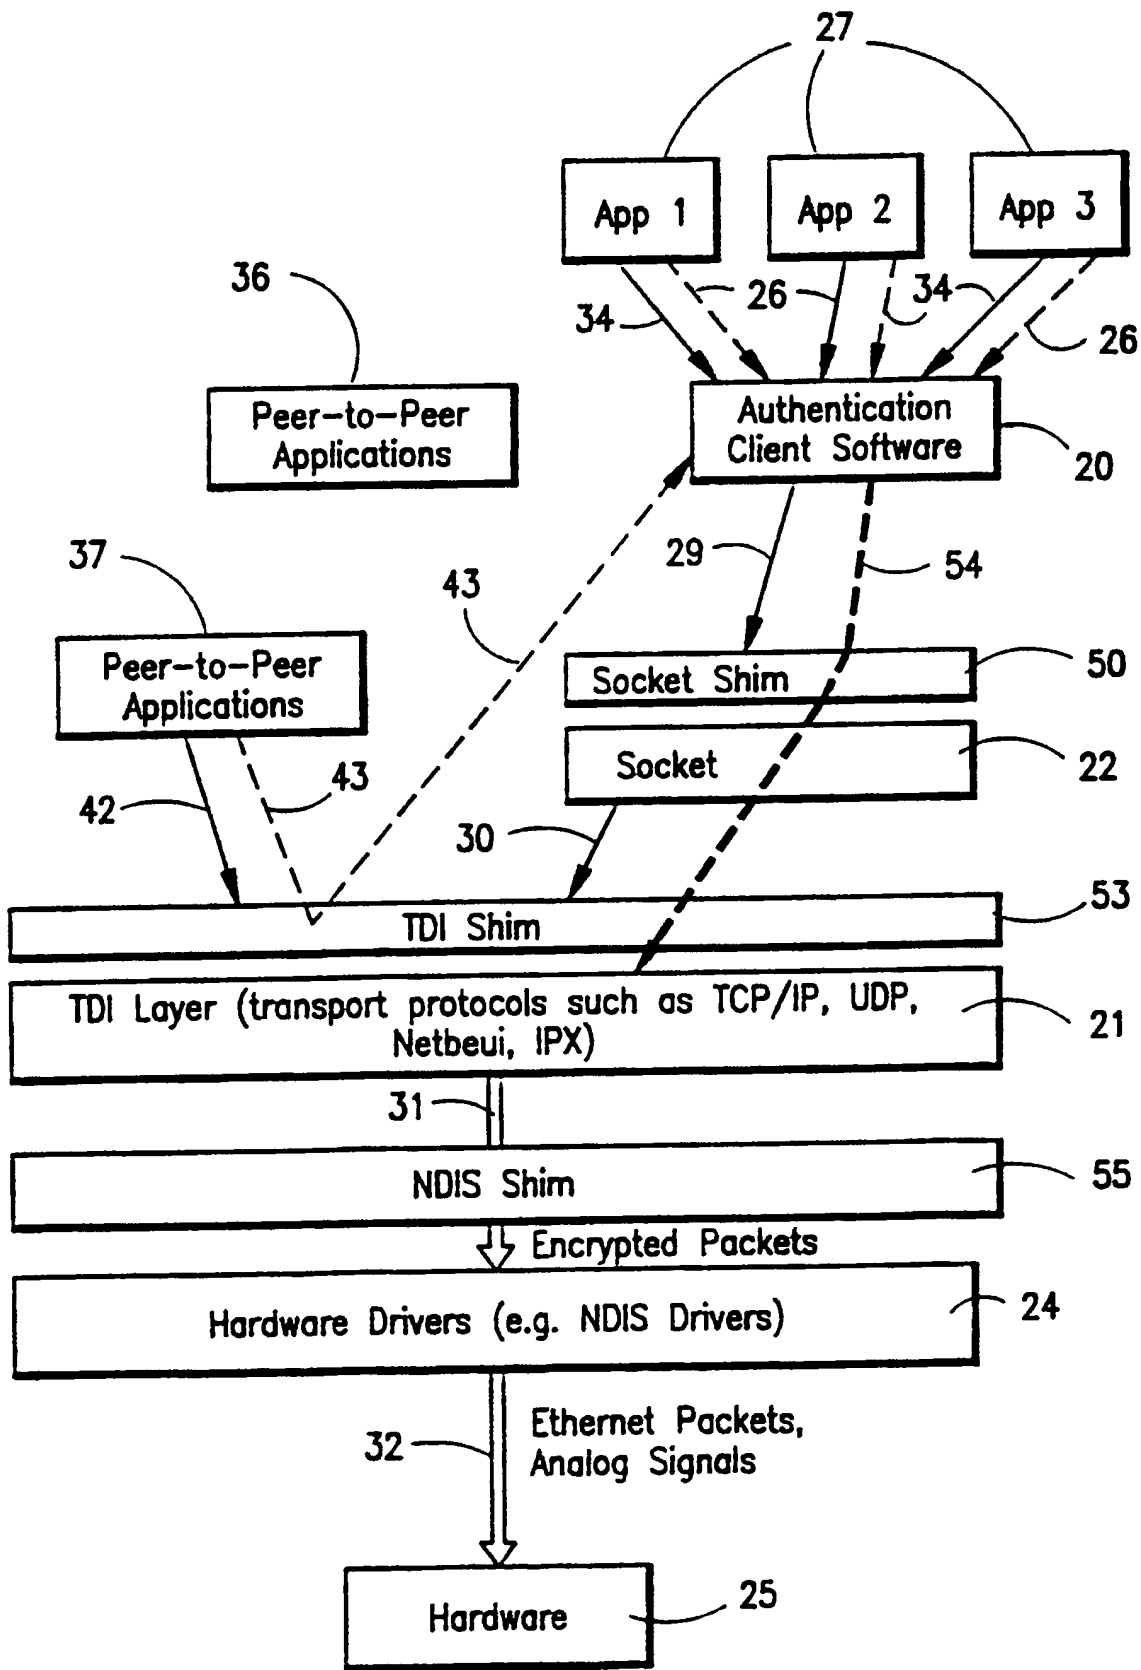 27
App 1
App 2
App 3
36
34
26
34
26
Peer-to-Peer
Applications
Authentication
Client Software
20
37
43
29
54
Peer-to-Peer
Applications
Socket Shim
50
43
Socket
22
42
30
53
TDI Shim
TDI Layer (transport protocols such as TCP/IP, UDP,
Netbeui, IPX)
21
31
NDIS Shim
55
Encrypted Packets
Hardware Drivers (e.g. NDIS Drivers)
24
32
Ethernet Packets,
Analog Signals
Hardware
25